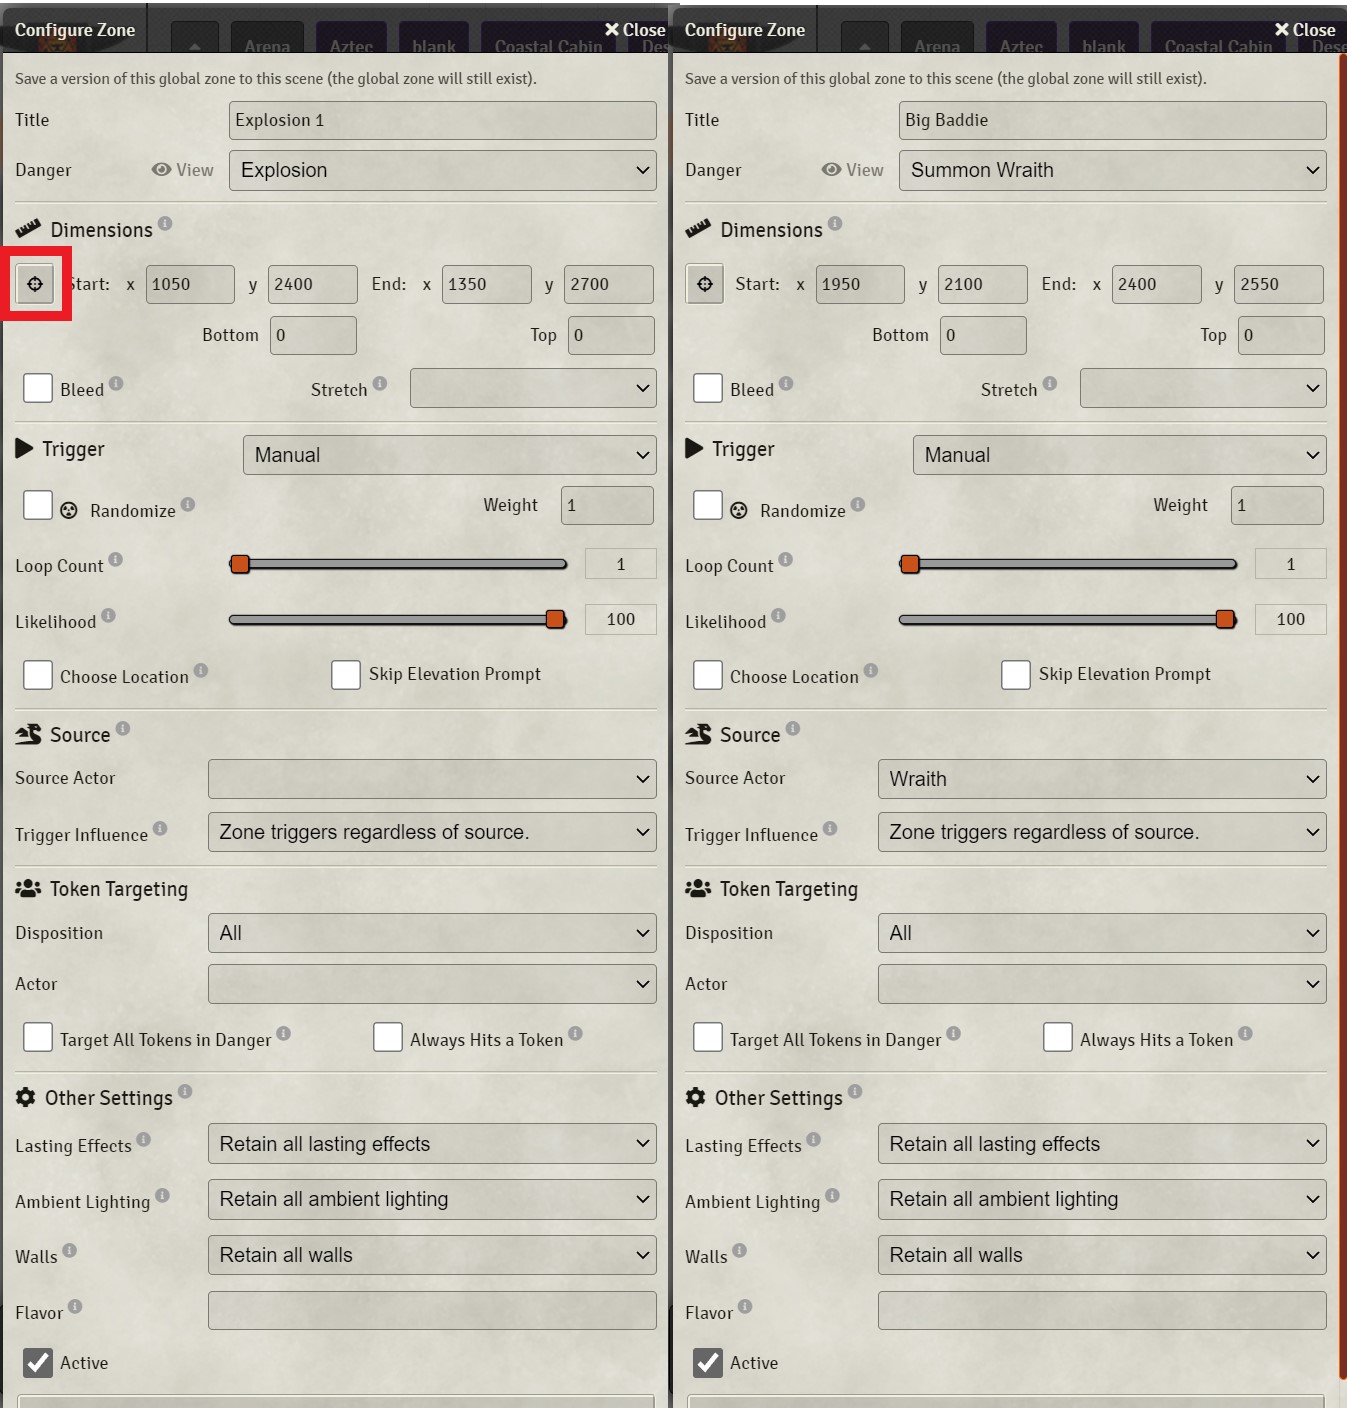 Configure Zone
Close
Arena
Aztec
blank
Coastal Cabin
Save a version of this global zone to this scene (the global zone will still exist).
Title Explosion 1
Danger View Explosion
Dimensions
Start: x 1050 y 2400 End: x 1350 y 2700
Bottom 0 Top 0
Bleed Stretch
Trigger Manual
Randomize Weight 1
Loop Count 1
Likelihood 100
Choose Location Skip Elevation Prompt
Source
Source Actor
Trigger Influence Zone triggers regardless of source.
Token Targeting
Disposition All
Actor
Target All Tokens in Danger Always Hits a Token
Other Settings
Lasting Effects Retain all lasting effects
Ambient Lighting Retain all ambient lighting
Walls Retain all walls
Flavor
Active
Configure Zone
Close
Arena
Aztec
blank
Coastal Cabin
Save a version of this global zone to this scene (the global zone will still exist).
Title Big Baddie
Danger View Summon Wraith
Dimensions
Start: x 1950 y 2100 End: x 2400 y 2550
Bottom 0 Top 0
Bleed Stretch
Trigger Manual
Randomize Weight 1
Loop Count 1
Likelihood 100
Choose Location Skip Elevation Prompt
Source
Source Actor Wraith
Trigger Influence Zone triggers regardless of source.
Token Targeting
Disposition All
Actor
Target All Tokens in Danger Always Hits a Token
Other Settings
Lasting Effects Retain all lasting effects
Ambient Lighting Retain all ambient lighting
Walls Retain all walls
Flavor
Active